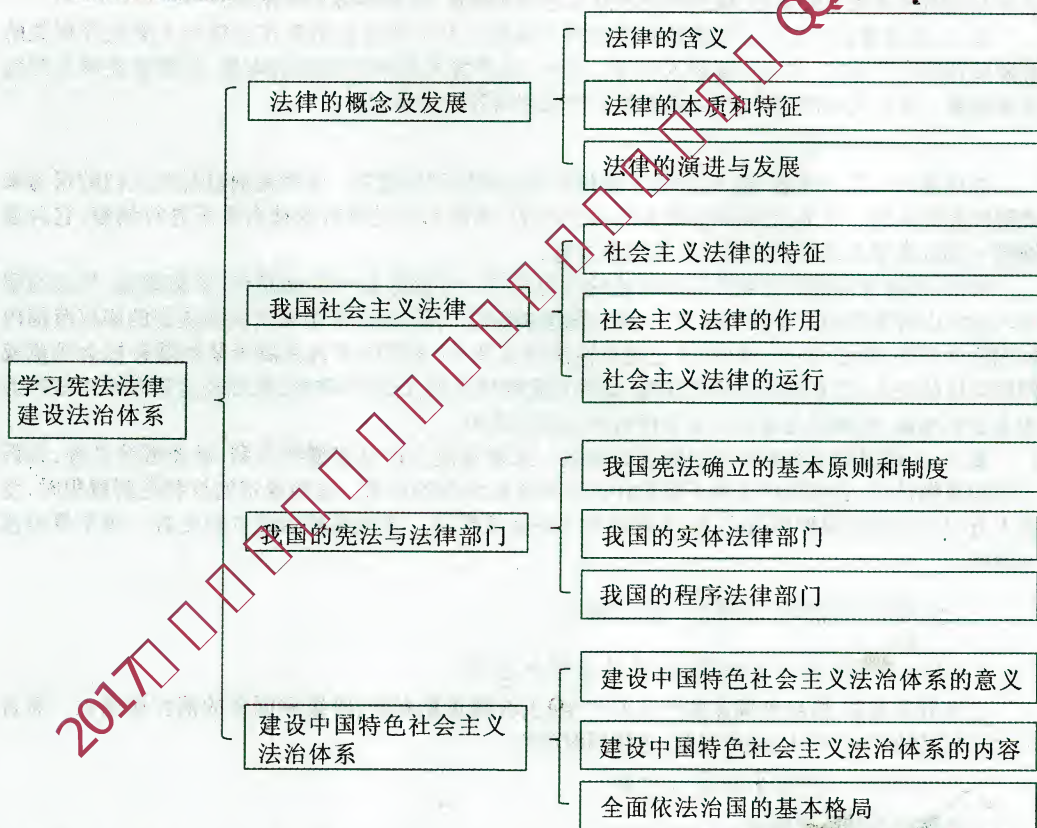 学习宪法法律
建设法治体系
法律的概念及发展
法律的含义
法律的本质和特征
法律的演进与发展
我国社会主义法律
社会主义法律的特征
社会主义法律的作用
社会主义法律的运行
我国的宪法与法律部门
我国宪法确立的基本原则和制度
我国的实体法律部门
我国的程序法律部门
建设中国特色社会主义
法治体系
建设中国特色社会主义法治体系的意义
建设中国特色社会主义法治体系的内容
全面依法治国的基本格局
2017